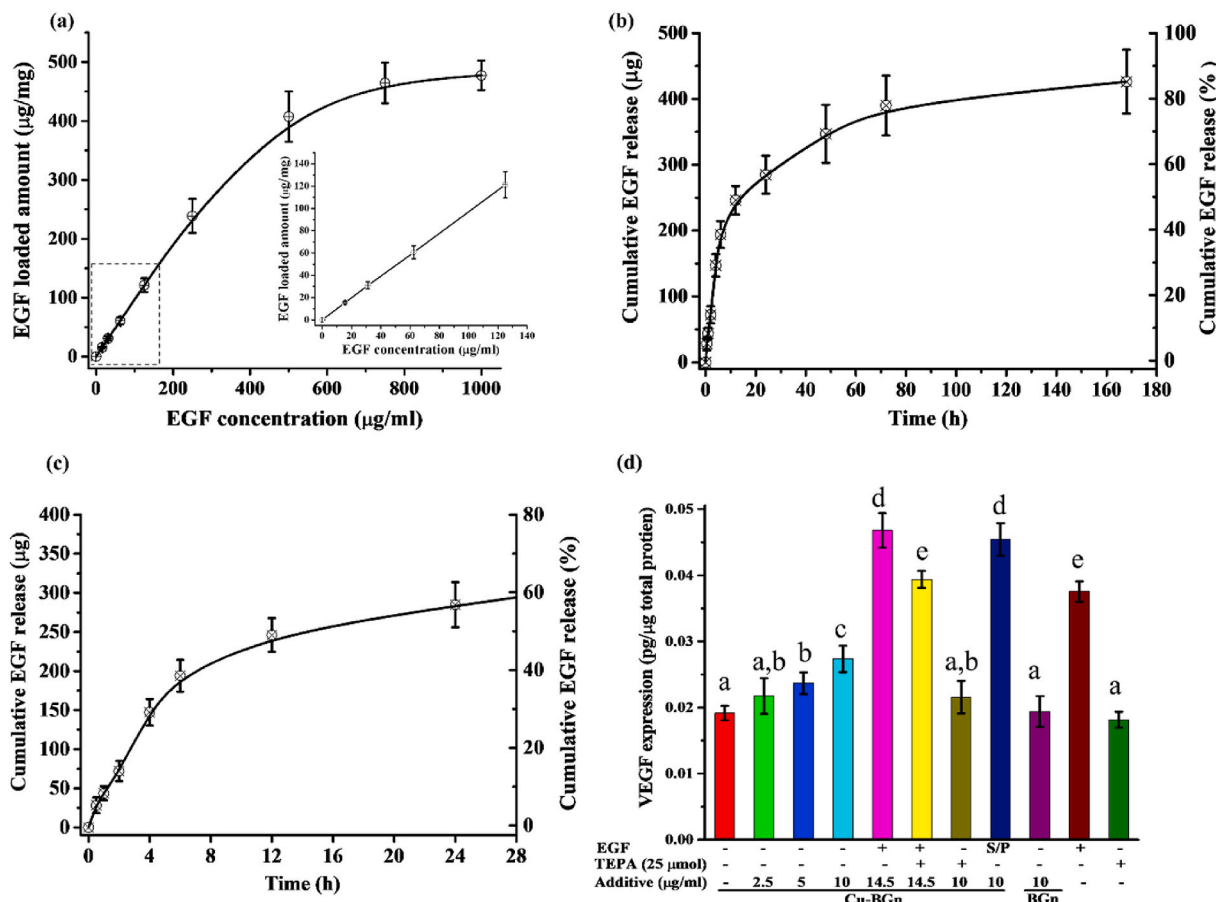 (a)
EGF loaded amount (μg/mg)
500
400
300
200
100
0
0 200 400 600 800 1000
EGF concentration (μg/ml)
EGF loaded amount (μg/mg)
140
120
100
80
60
40
20
0
0 20 40 60 80 100 120 140
EGF concentration (μg/ml)
(b)
Cumulative EGF release (μg)
500
400
300
200
100
0
0 20 40 60 80 100 120 140 160 180
Time (h)
100
80
60
40
20
0
Cumulative EGF release (%)
(c)
Cumulative EGF release (μg)
400
350
300
250
200
150
100
50
0
0 4 8 12 16 20 24 28
Time (h)
80
60
40
20
0
Cumulative EGF release (%)
(d)
VEGF expression (pg/μg total protien)
0.05
0.04
0.03
0.02
0.01
0.00
a a,b b c d e a,b d a e a
EGF - - - - + + - S/P - + -
TEPA (25 μmol) - - - - - + + - - - +
Additive (μg/ml) - 2.5 5 10 14.5 14.5 10 10 10 - -
Cu-BGn BGn